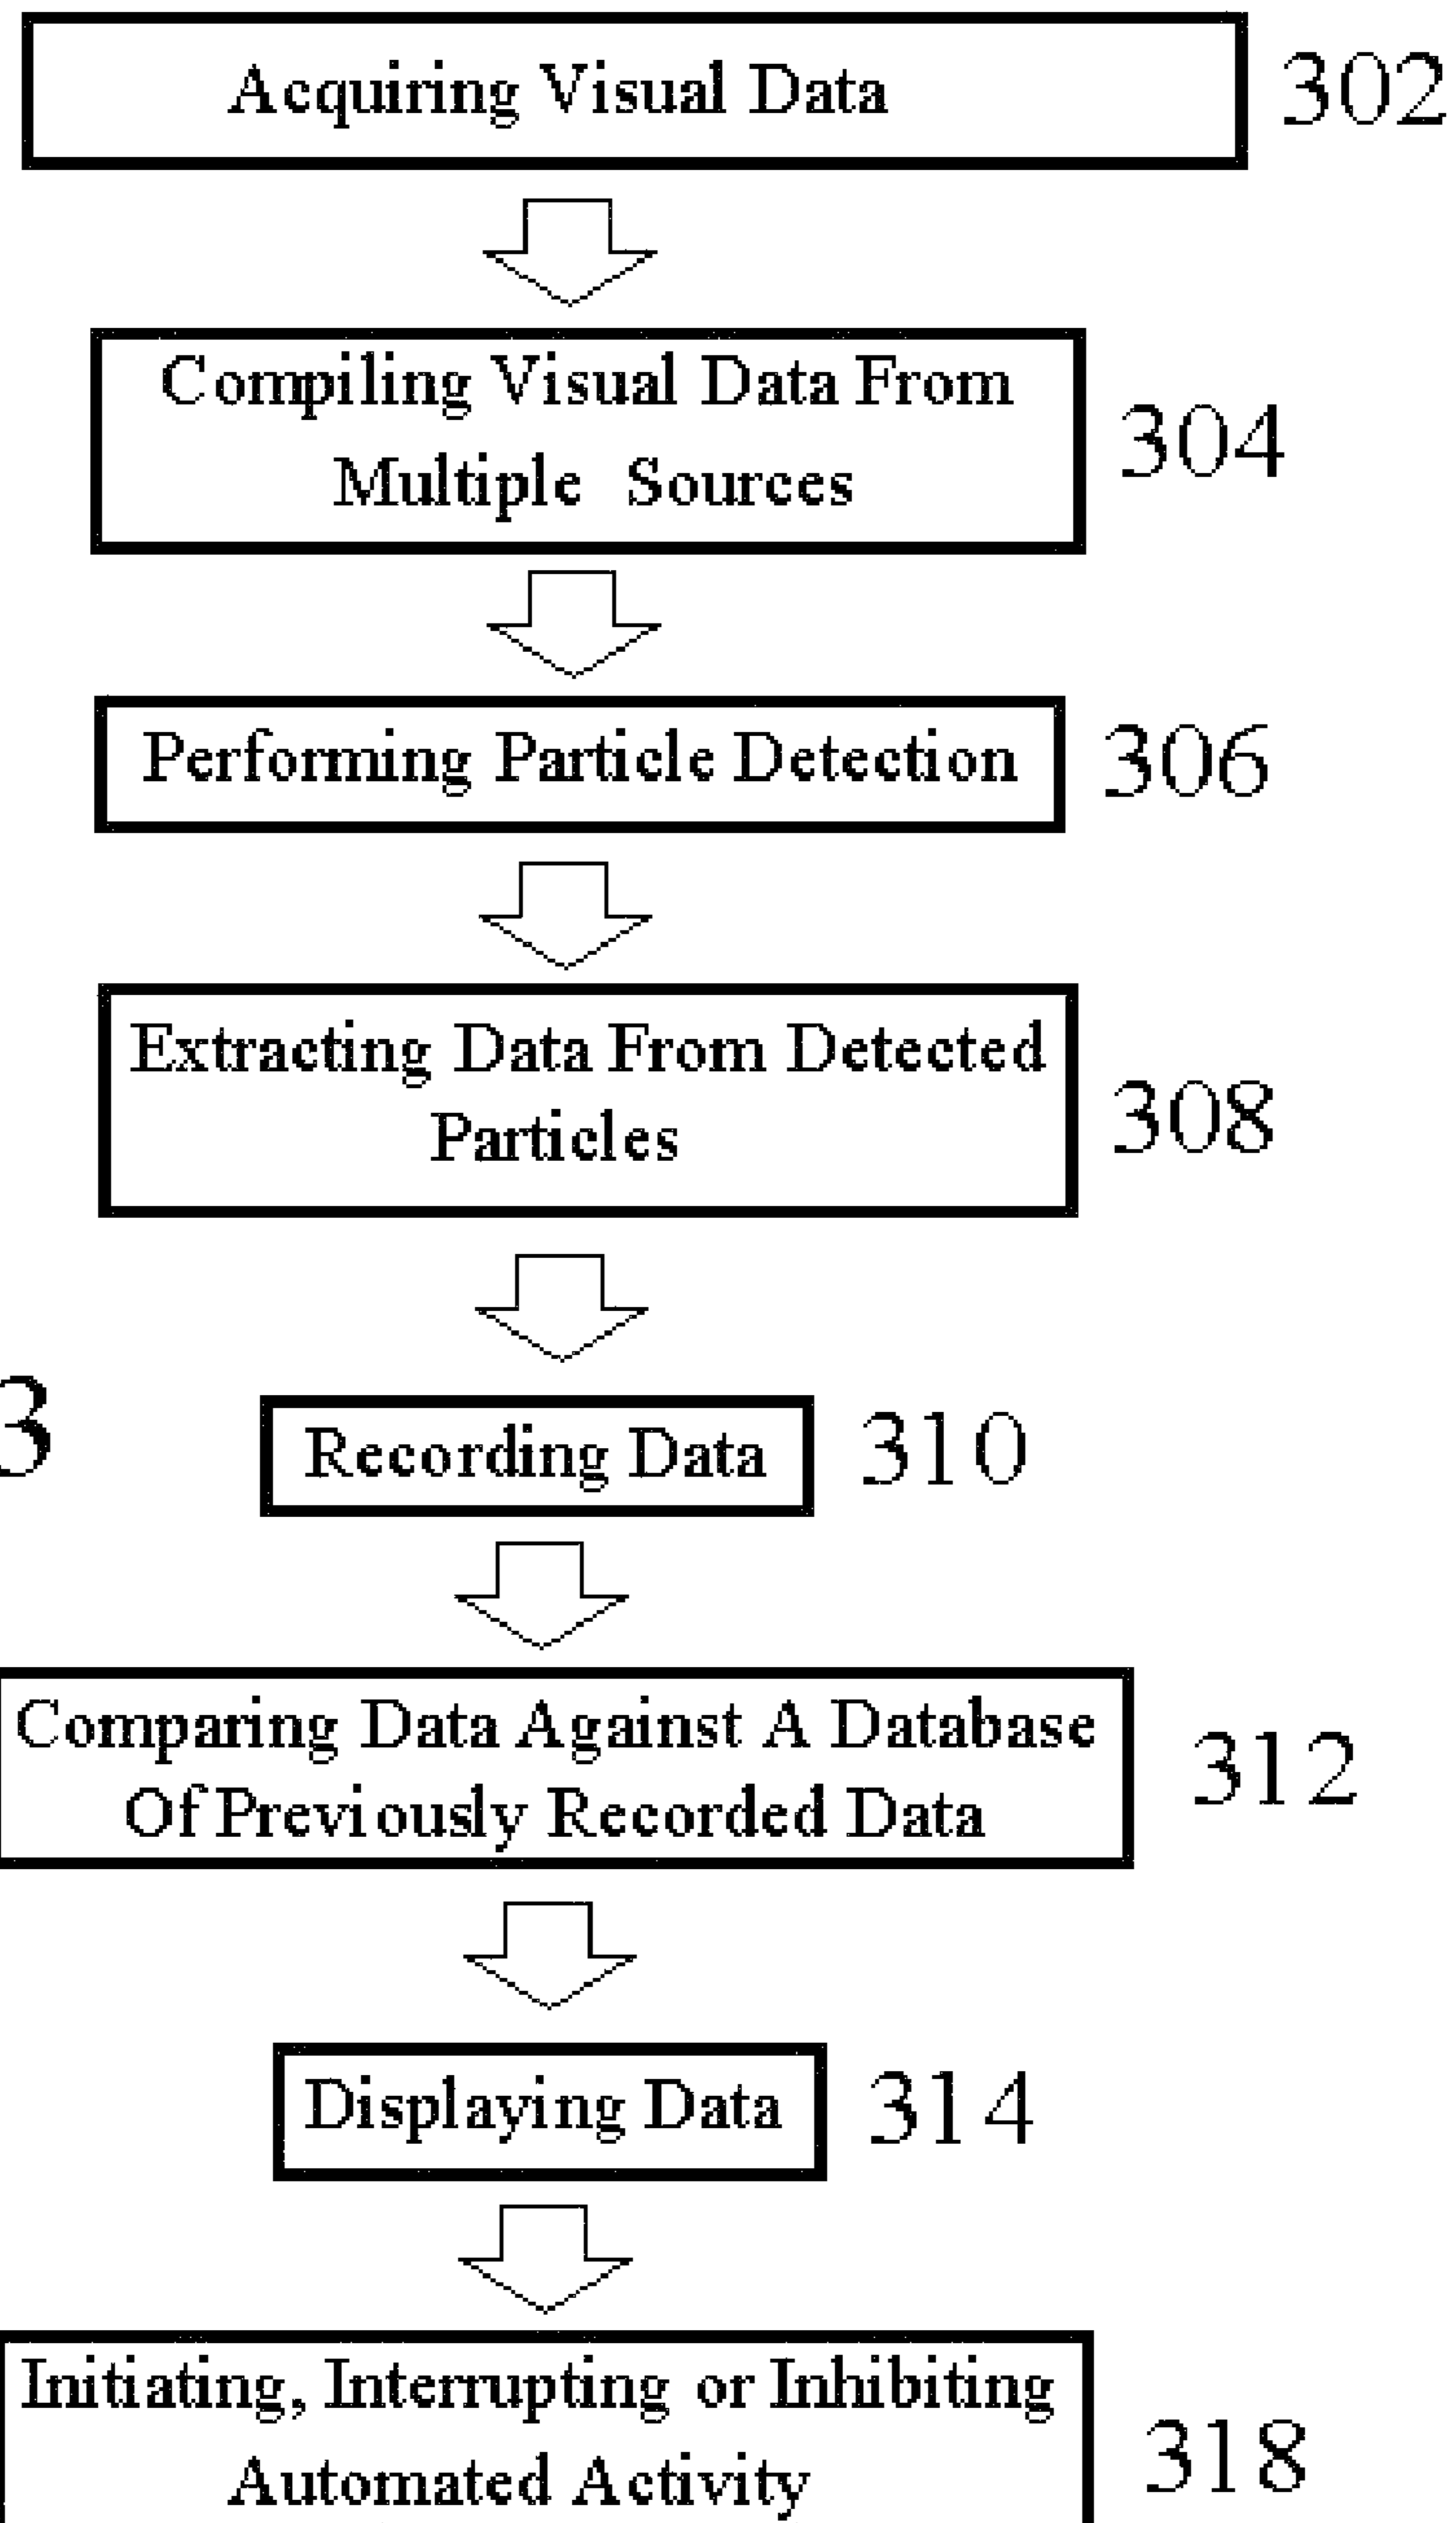 Acquiring Visual Data 302
Compiling Visual Data From
Multiple Sources
304
Performing Particle Detection 306
Extracting Data From Detected
Particles
308
3
Recording Data 310
Comparing Data Against A Database
Of Previously Recorded Data
312
Displaying Data 314
Initiating, Interrupting or Inhibiting
Automated Activity
318